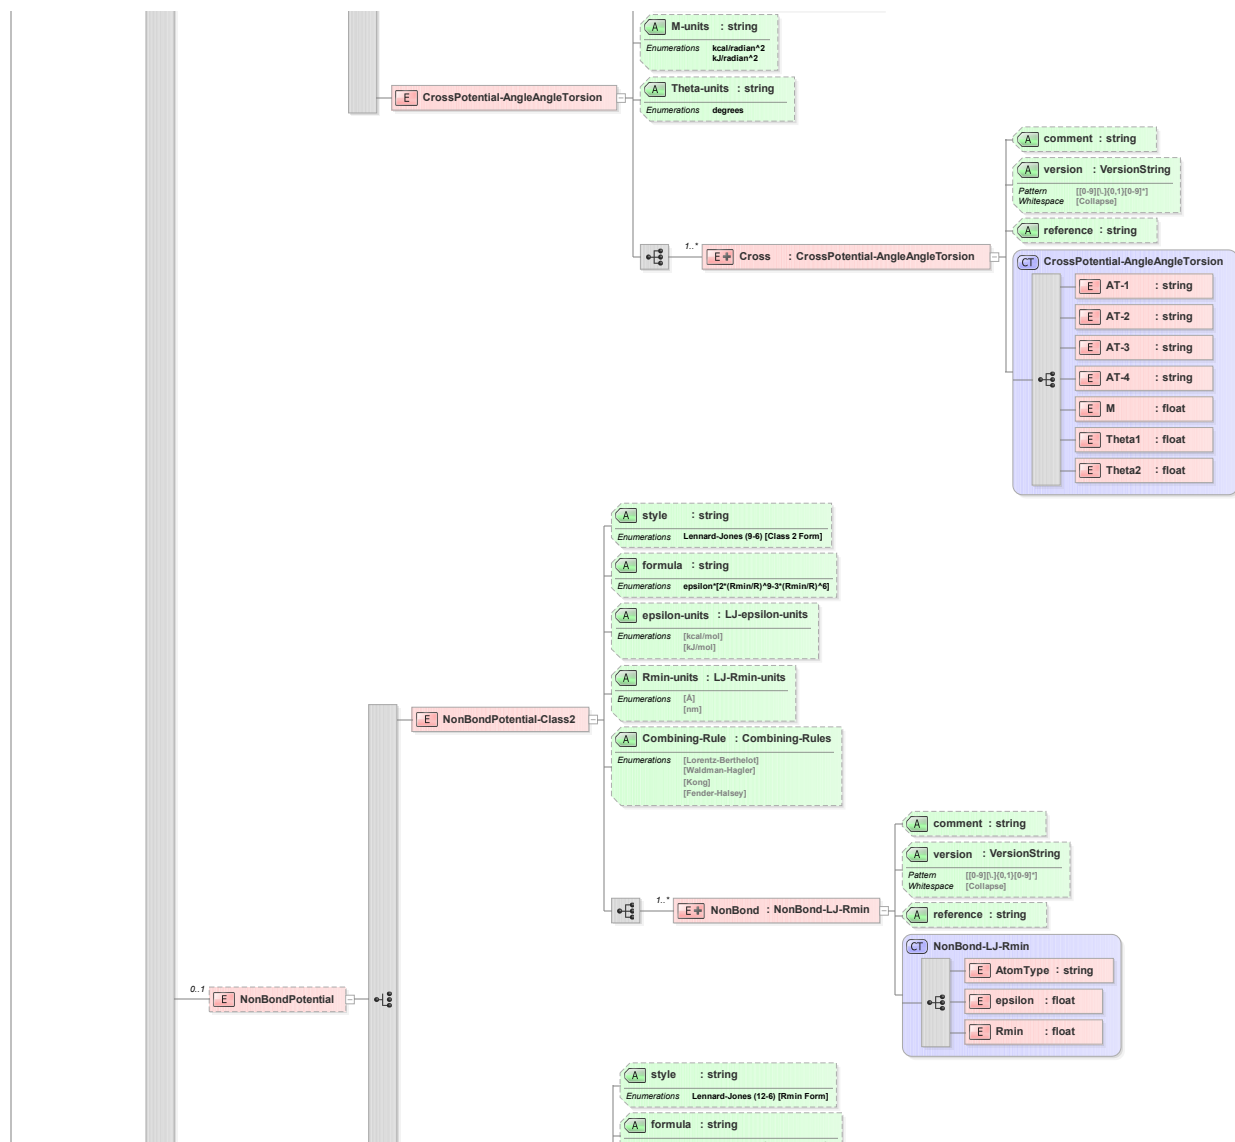 A M-units : string
Enumerations kcal/radian^2
kJ/radian^2
E CrossPotential-AngleAngleTorsion
A Theta-units : string
Enumerations degrees
A comment : string
A version : VersionString
Pattern [[0-9][\.]{0,1}[0-9]*]
Whitespace [Collapse]
A reference : string
1..*
E Cross : CrossPotential-AngleAngleTorsion
CT CrossPotential-AngleAngleTorsion
E AT-1 : string
E AT-2 : string
E AT-3 : string
E AT-4 : string
E M : float
E Theta1 : float
E Theta2 : float
A style : string
Enumerations Lennard-Jones (9-6) [Class 2 Form]
A formula : string
Enumerations epsilon*[2*(Rmin/R)^9-3*(Rmin/R)^6]
A epsilon-units : LJ-epsilon-units
Enumerations [kcal/mol]
[kJ/mol]
A Rmin-units : LJ-Rmin-units
Enumerations [Å]
[nm]
E NonBondPotential-Class2
A Combining-Rule : Combining-Rules
Enumerations [Lorentz-Berthelot]
[Waldman-Hagler]
[Kong]
[Fender-Halsey]
A comment : string
A version : VersionString
Pattern [[0-9][\.]{0,1}[0-9]*]
Whitespace [Collapse]
1..*
E NonBond : NonBond-LJ-Rmin
A reference : string
CT NonBond-LJ-Rmin
E AtomType : string
E epsilon : float
E Rmin : float
0..1
E NonBondPotential
A style : string
Enumerations Lennard-Jones (12-6) [Rmin Form]
A formula : string